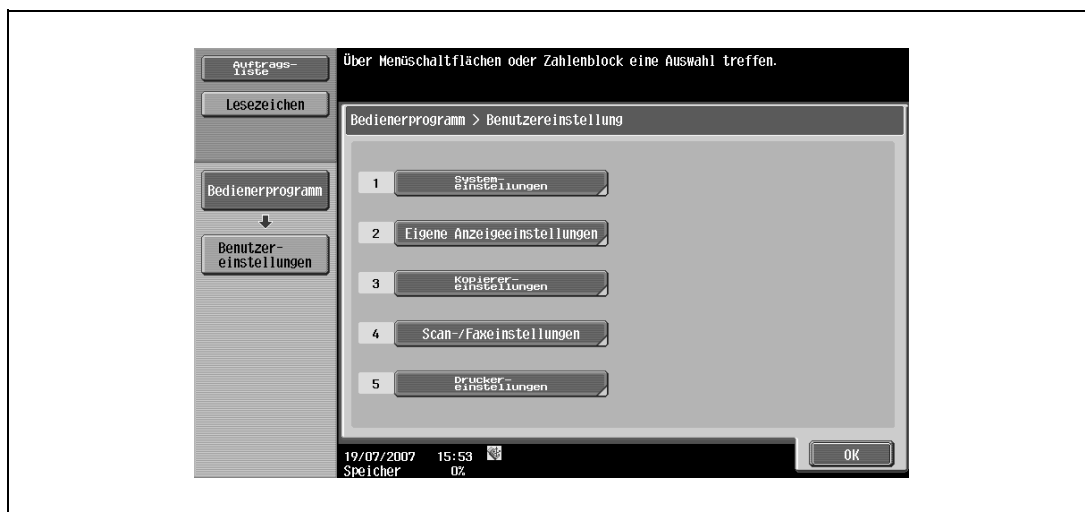 Auftrags-
liste
Lesezeichen
Bedienerprogramm
Benutzer-
einstellungen
Über Menüschaltflächen oder Zahlenblock eine Auswahl treffen.
Bedienerprogramm > Benutzereinstellung
1 System-
einstellungen
2 Eigene Anzeigeeinstellungen
3 Kopierer-
einstellungen
4 Scan-/Faxeinstellungen
5 Drucker-
einstellungen
19/07/2007 15:53
Speicher 0%
OK